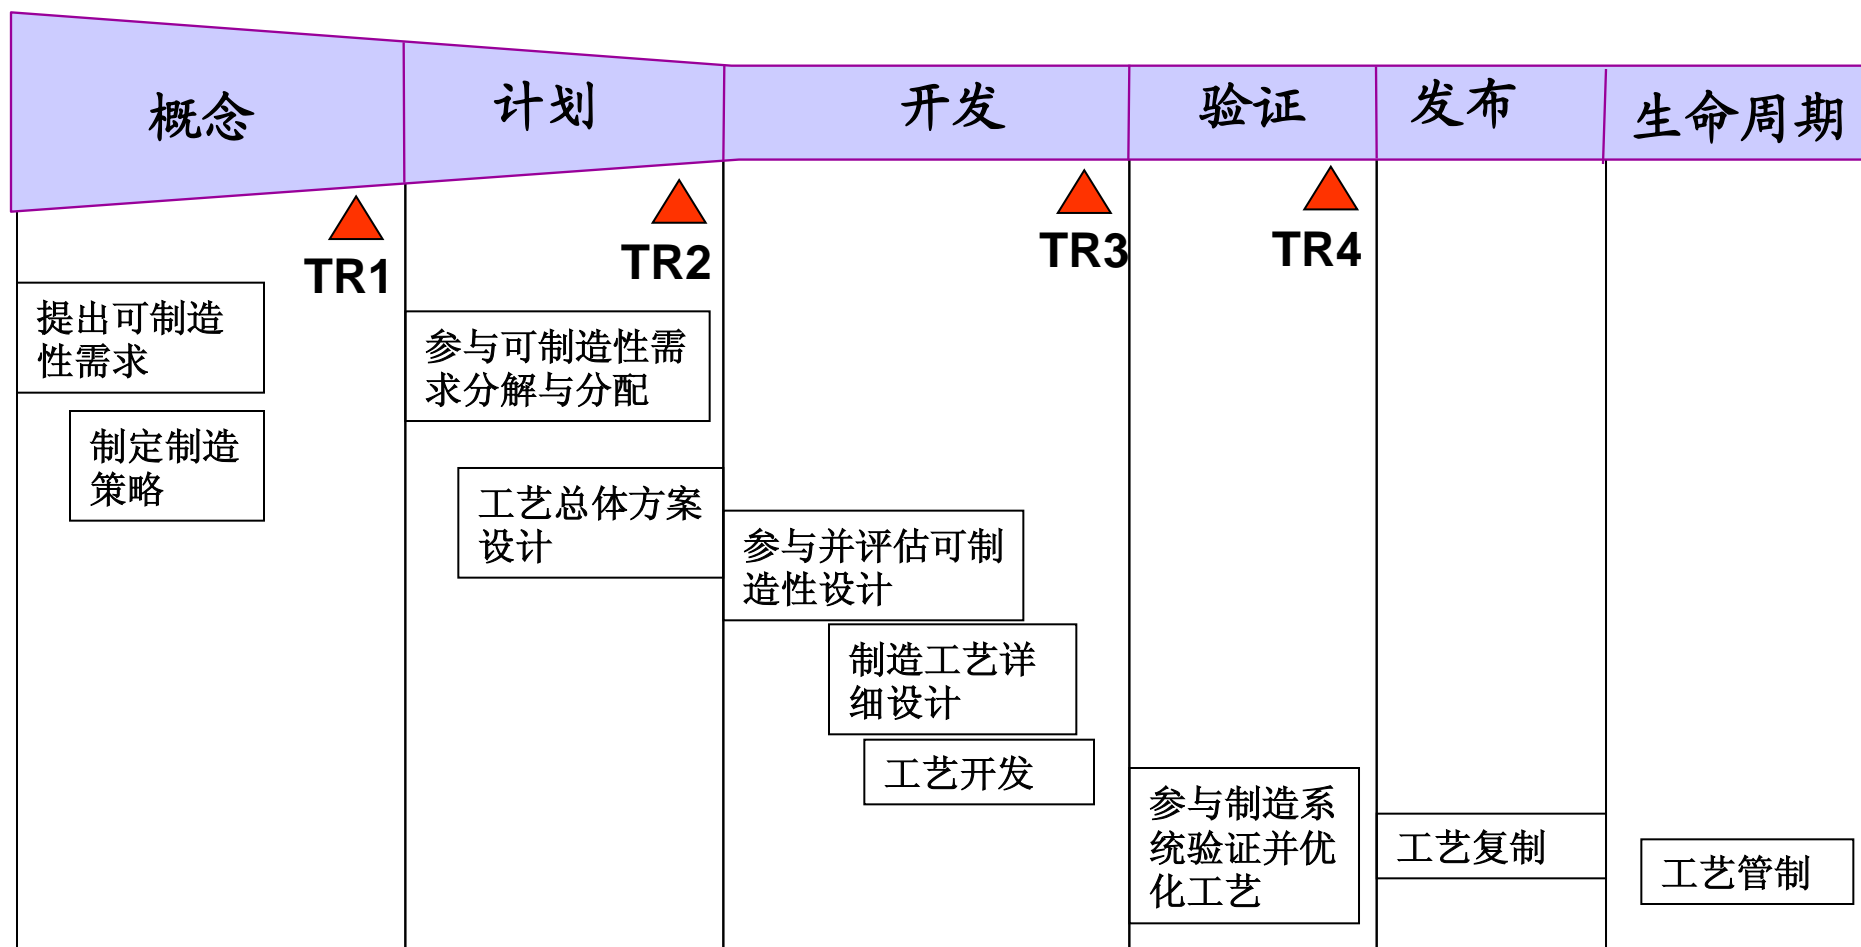 概念
计划
开发
验证
发布
生命周期
TR1
TR2
TR3
TR4
提出可制造
性需求
制定制造
策略
参与可制造性需
求分解与分配
工艺总体方案
设计
参与并评估可制
造性设计
制造工艺详
细设计
工艺开发
参与制造系
统验证并优
化工艺
工艺复制
工艺管制